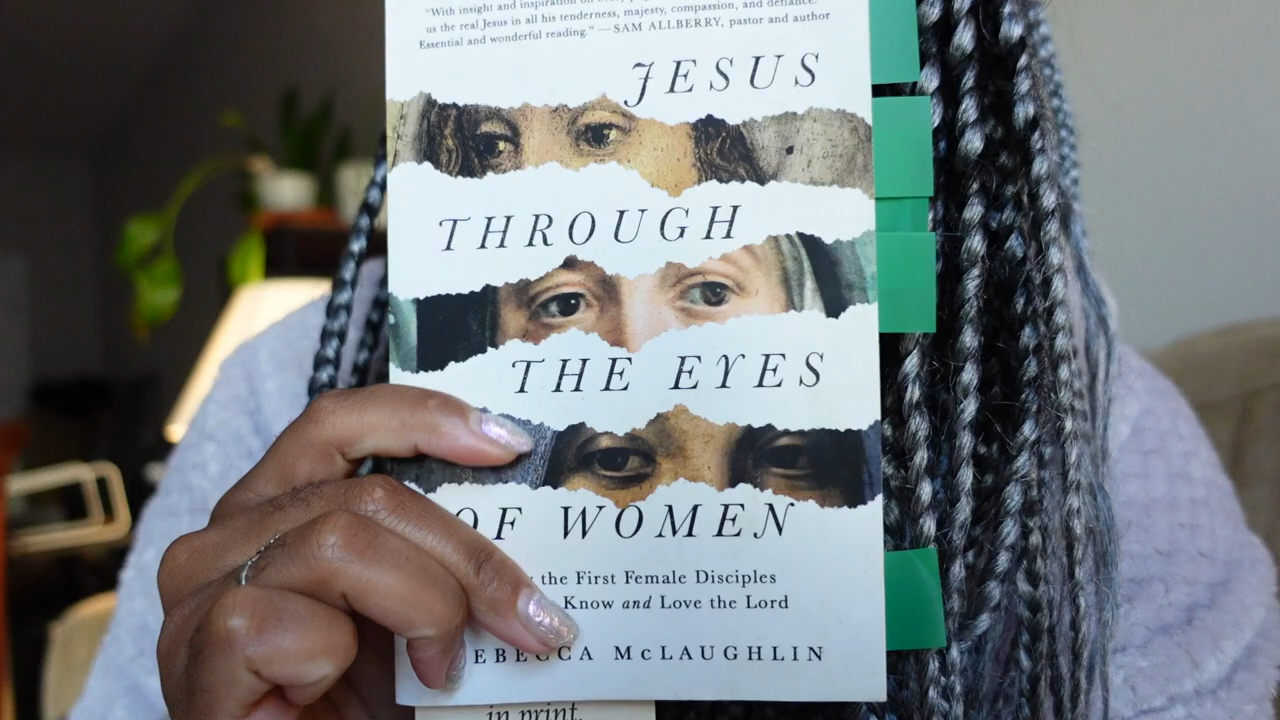 "With insight and inspiration on every
us the real Jesus in all his tenderness, majesty, compassion, and defiance.
Essential and wonderful reading." — SAM ALLBERRY, pastor and author
JESUS
THROUGH
THE EYES
OF WOMEN
the First Female Disciples
Know and Love the Lord
EBECCA McLAUGHLIN
in print.